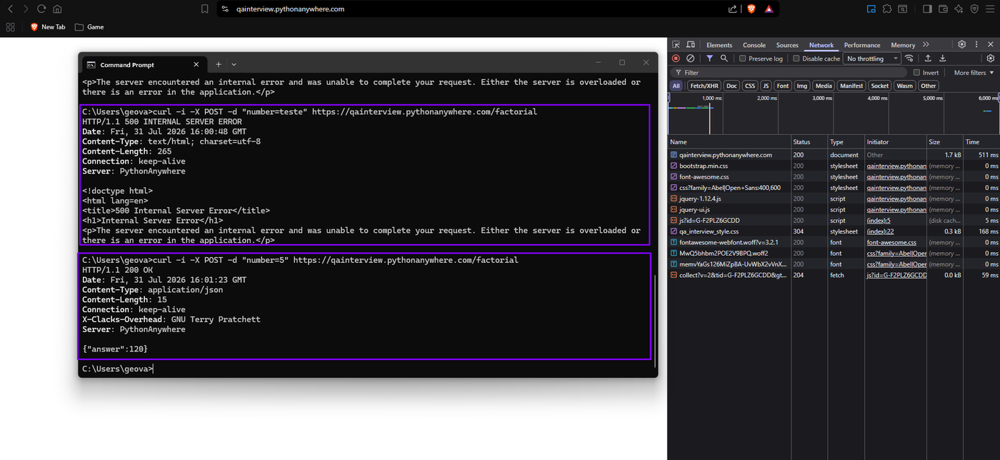 qainterview.pythonanywhere.com
New Tab
Game
Command Prompt
<p>The server encountered an internal error and was unable to complete your request. Either the server is overloaded or
there is an error in the application.</p>
C:\Users\geova>curl -i -X POST -d "number=teste" https://qainterview.pythonanywhere.com/factorial
HTTP/1.1 500 INTERNAL SERVER ERROR
Date: Fri, 31 Jul 2026 16:00:48 GMT
Content-Type: text/html; charset=utf-8
Content-Length: 265
Connection: keep-alive
Server: PythonAnywhere
<!doctype html>
<html lang=en>
<title>500 Internal Server Error</title>
<h1>Internal Server Error</h1>
<p>The server encountered an internal error and was unable to complete your request. Either the server is overloaded or
there is an error in the application.</p>
C:\Users\geova>curl -i -X POST -d "number=5" https://qainterview.pythonanywhere.com/factorial
HTTP/1.1 200 OK
Date: Fri, 31 Jul 2026 16:01:23 GMT
Content-Type: application/json
Content-Length: 15
Connection: keep-alive
X-Clacks-Overhead: GNU Terry Pratchett
Server: PythonAnywhere
{"answer":120}
C:\Users\geova>
Elements Console Sources Network Performance Memory
Preserve log Disable cache No throttling
Filter Invert More filters
All Fetch/XHR Doc CSS JS Font Img Media Manifest Socket Wasm Other
1,000 ms 2,000 ms 3,000 ms 4,000 ms 5,000 ms 6,000 ms
Name Status Type Initiator Size Time
qainterview.pythonanywhere.com 200 document Other 1.7 kB 511 ms
bootstrap.min.css 200 stylesheet qainterview.pythonan (memory ... 0 ms
font-awesome.css 200 stylesheet qainterview.pythonan (memory ... 0 ms
css?family=Abel|Open+Sans:400,600 200 stylesheet qainterview.pythonan (memory ... 0 ms
jquery-1.12.4.js 200 script qainterview.pythonan (memory ... 0 ms
jquery-ui.js 200 script qainterview.pythonan (memory ... 0 ms
js?id=G-F2PLZ6GCDD 200 script (index):5 (disk cac... 5 ms
qa_interview_style.css 304 stylesheet (index):22 0.3 kB 168 ms
fontawesome-webfont.woff?v=3.2.1 200 font font-awesome.css (memory ... 0 ms
MwQ5bhbm2POE2V9BPQ.woff2 200 font css?family=Abel|Oper (memory ... 0 ms
memvYaGs126MiZpBA-UvWbX2vVnX... 200 font css?family=Abel|Oper (memory ... 0 ms
collect?v=2&tid=G-F2PLZ6GCDD&gt... 204 fetch js?id=G-F2PLZ6GCDD 0.0 kB 59 ms